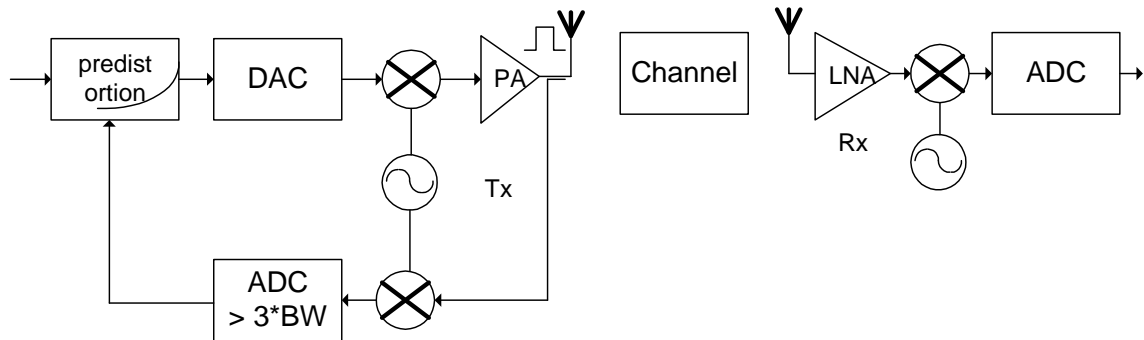 predist
ortion
DAC
PA
Tx
ADC
> 3*BW
Channel
LNA
Rx
ADC